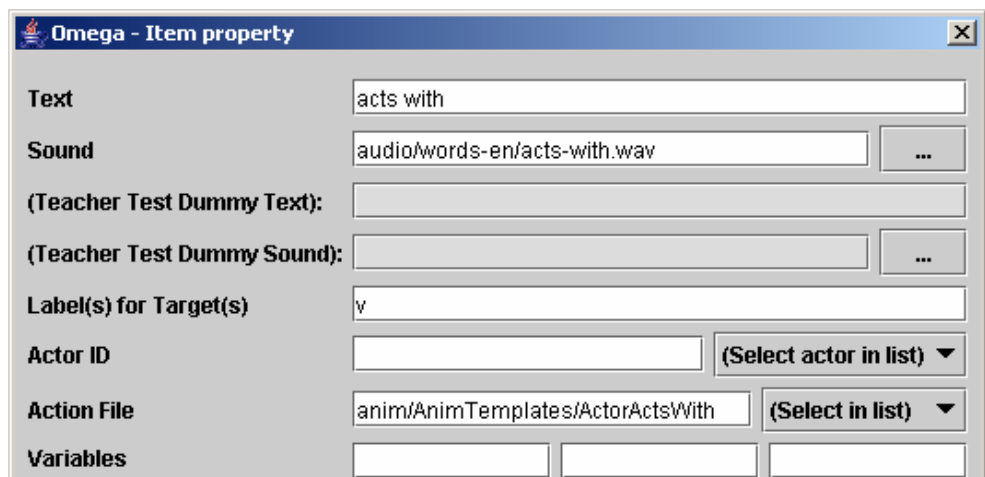 Omega - Item property
Text acts with
Sound audio/words-en/acts-with.wav ...
(Teacher Test Dummy Text):
(Teacher Test Dummy Sound): ...
Label(s) for Target(s) v
Actor ID (Select actor in list)
Action File anim/AnimTemplates/ActorActsWith (Select in list)
Variables